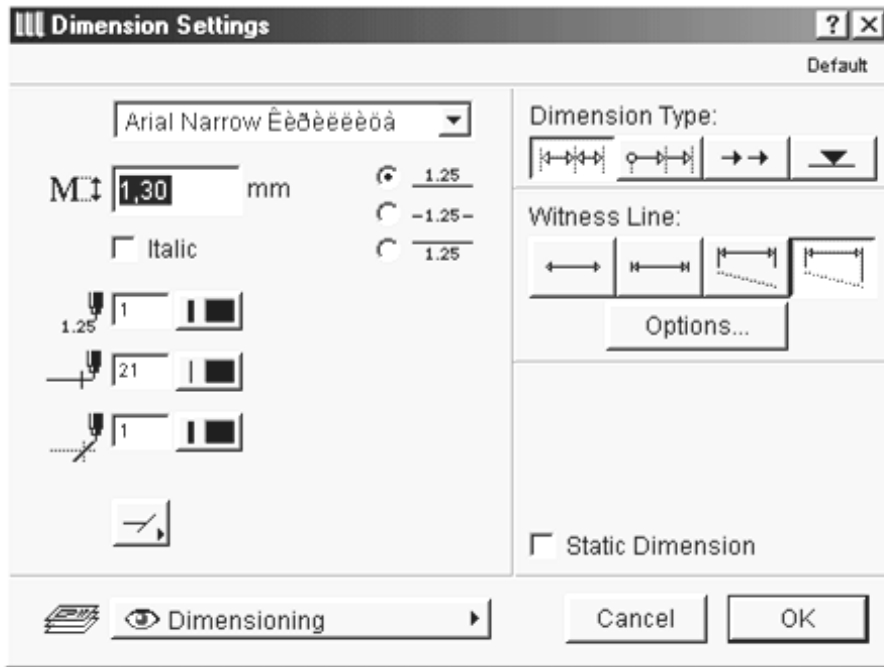 Dimension Settings
Default
Arial Narrow Êèðèëëèöà
M 1,30 mm
Italic
1.25
-1.25-
1.25
1.25
1
21
1
Dimension Type:
Witness Line:
Options...
Static Dimension
Dimensioning
Cancel
OK